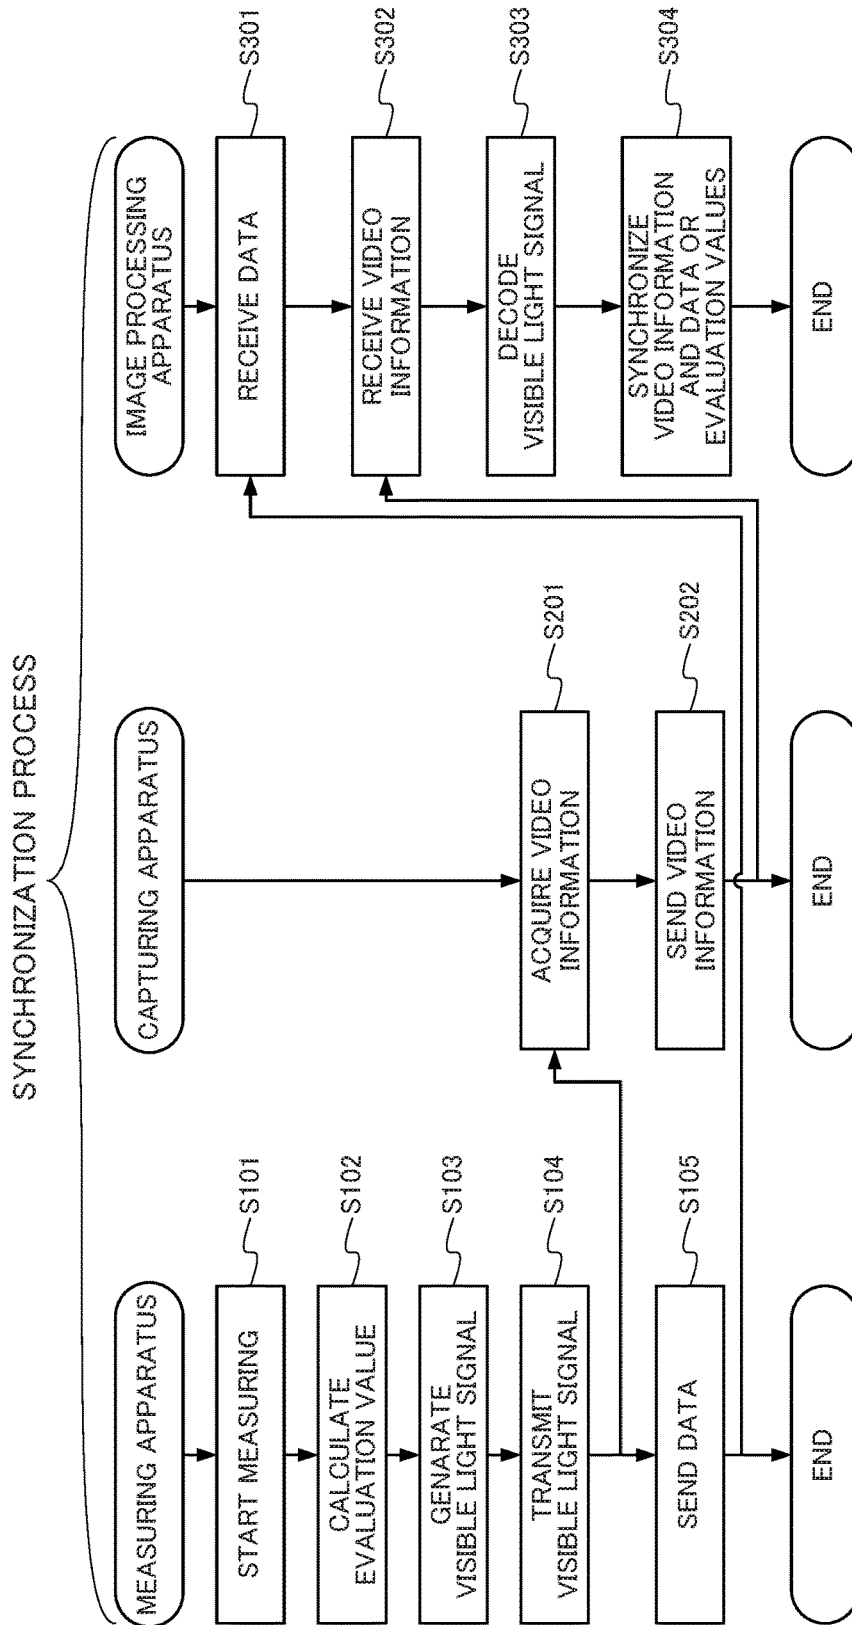 SYNCHRONIZATION PROCESS
MEASURING APPARATUS
START MEASURING
S101
CALCULATE
EVALUATION VALUE
S102
GENARATE
VISIBLE LIGHT SIGNAL
S103
TRANSMIT
VISIBLE LIGHT SIGNAL
S104
SEND DATA
S105
END
CAPTURING APPARATUS
ACQUIRE VIDEO
INFORMATION
S201
SEND VIDEO
INFORMATION
S202
END
IMAGE PROCESSING
APPARATUS
RECEIVE DATA
S301
RECEIVE VIDEO
INFORMATION
S302
DECODE
VISIBLE LIGHT SIGNAL
S303
SYNCHRONIZE
VIDEO INFORMATION
AND DATA OR
EVALUATION VALUES
S304
END